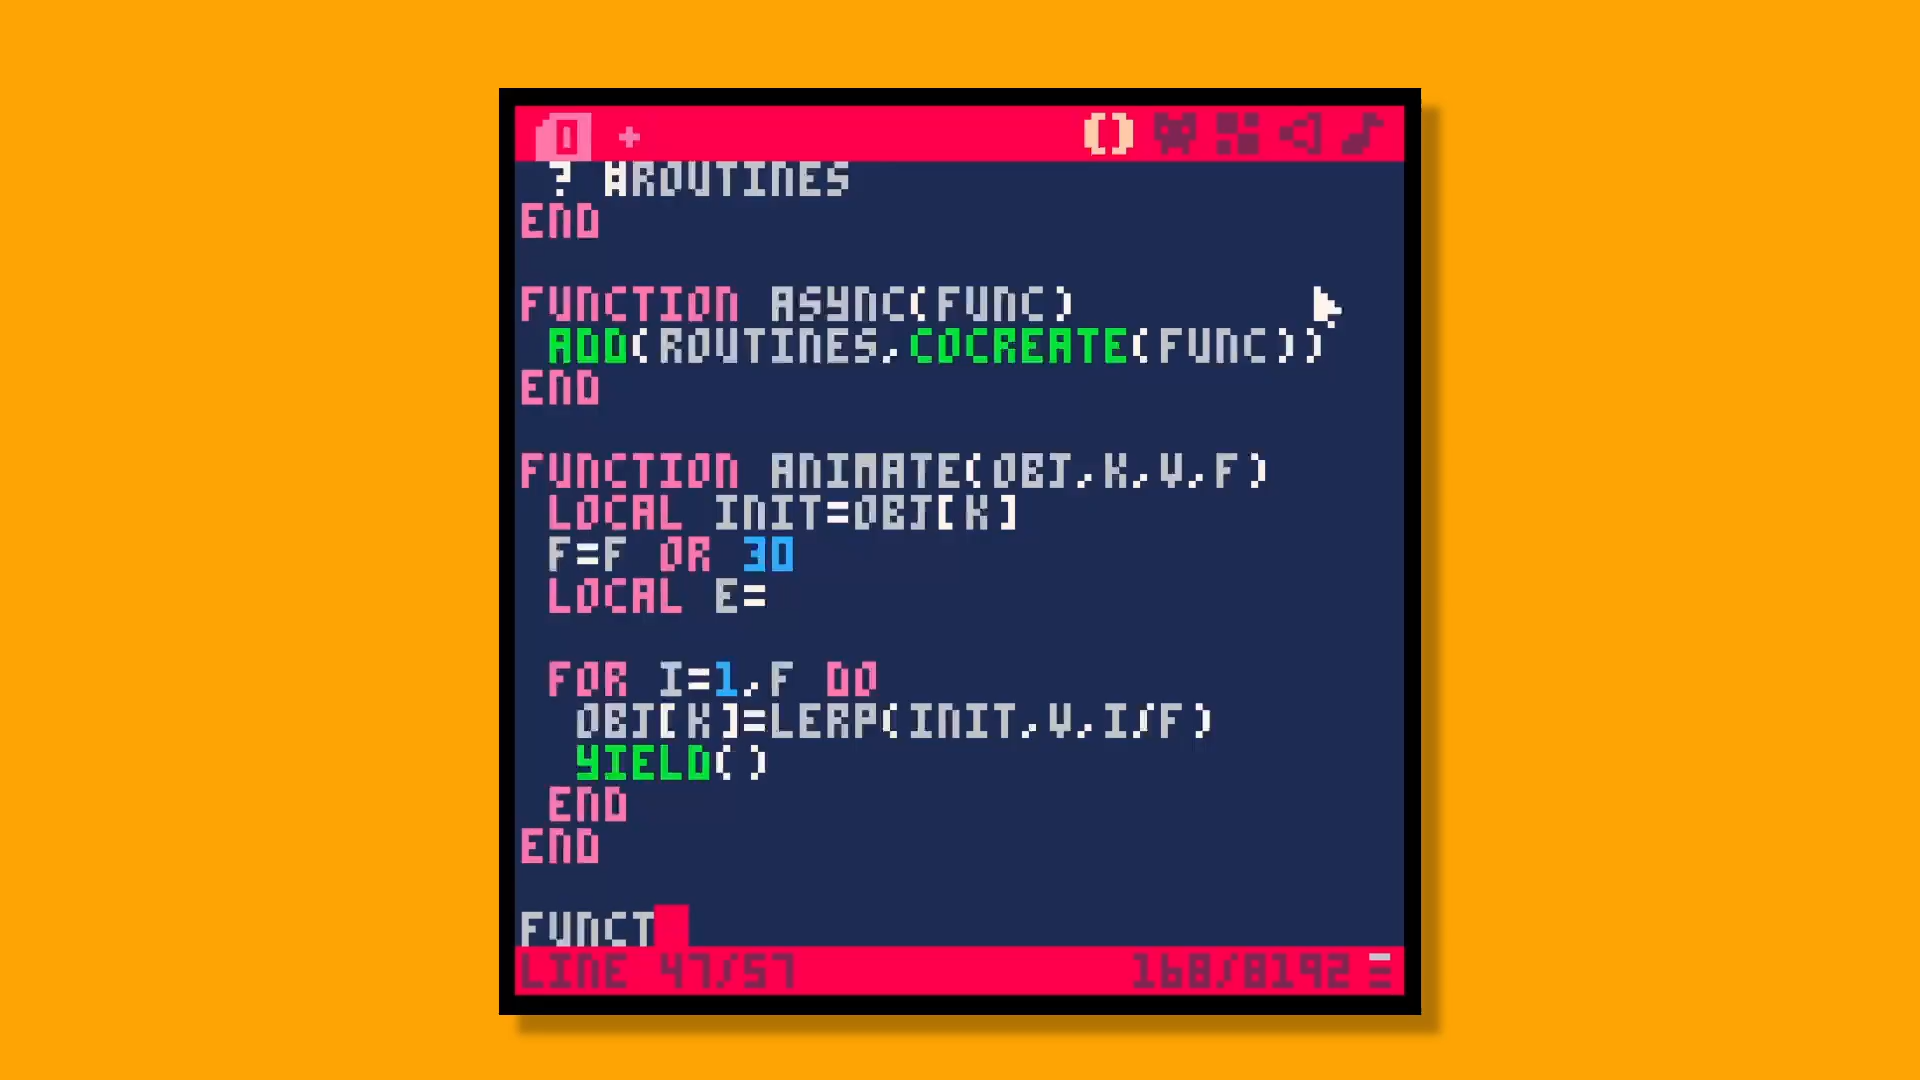 0 +
? #ROUTINES
END
FUNCTION ASYNC(FUNC)
ADD(ROUTINES,COCREATE(FUNC))
END
FUNCTION ANIMATE(OBJ,K,V,F)
LOCAL INIT=OBJ[K]
F=F OR 30
LOCAL E=
FOR I=1,F DO
OBJ[K]=LERP(INIT,V,I/F)
YIELD()
END
END
FUNCT
LINE 47/57 168/8192